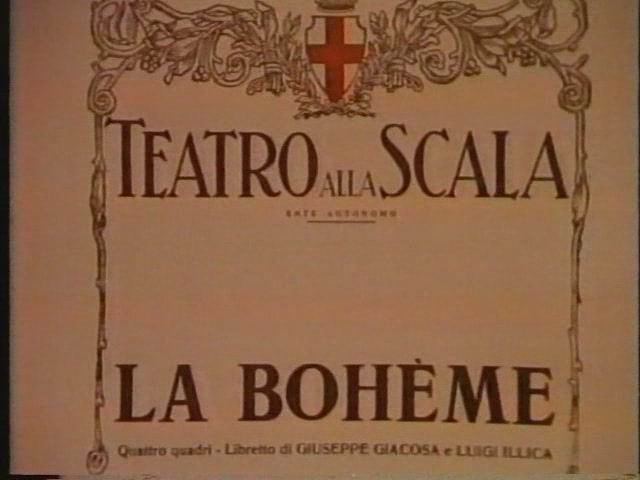 TEATRO ALLA SCALA
ENTE AUTONOMO
LA BOHÈME
Quattro quadri - Libretto di GIUSEPPE GIACOSA e LUIGI ILLICA